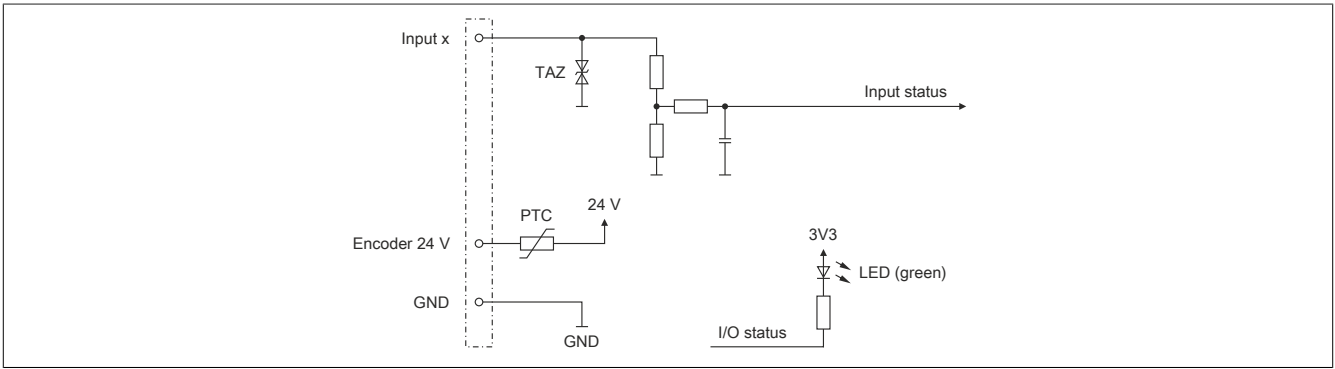 Input x
TAZ
Input status
PTC
24 V
Encoder 24 V
3V3
LED (green)
GND
I/O status
GND